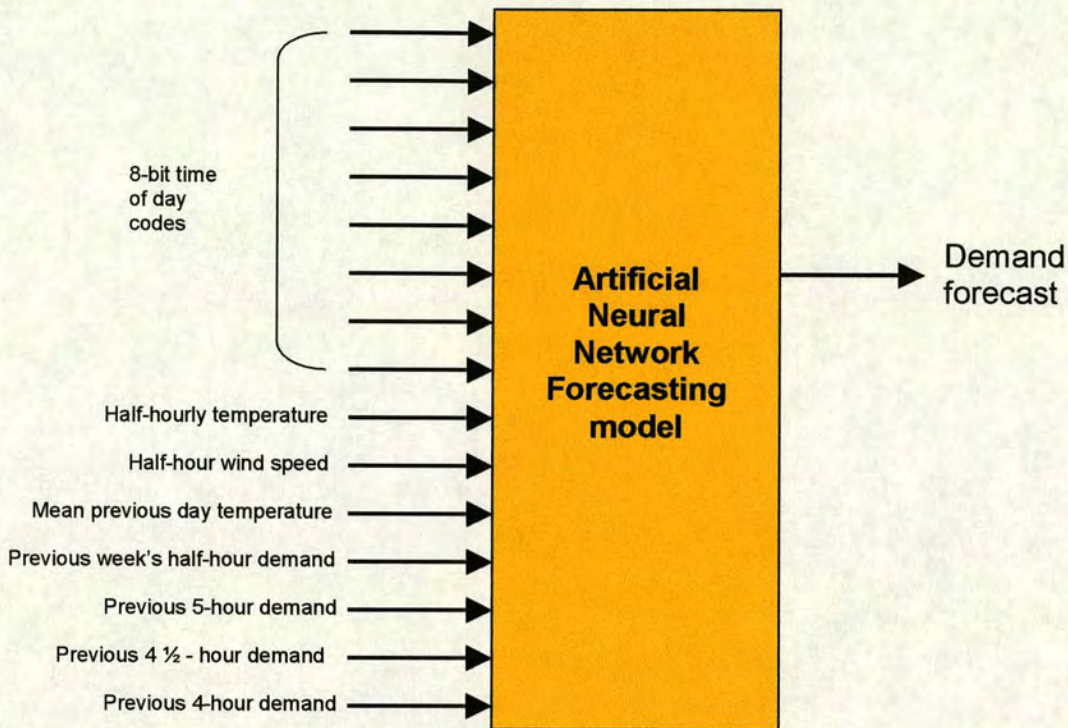 8-bit time
of day
codes
Half-hourly temperature
Half-hour wind speed
Mean previous day temperature
Previous week's half-hour demand
Previous 5-hour demand
Previous 4 ½ - hour demand
Previous 4-hour demand
Artificial
Neural
Network
Forecasting
model
Demand
forecast